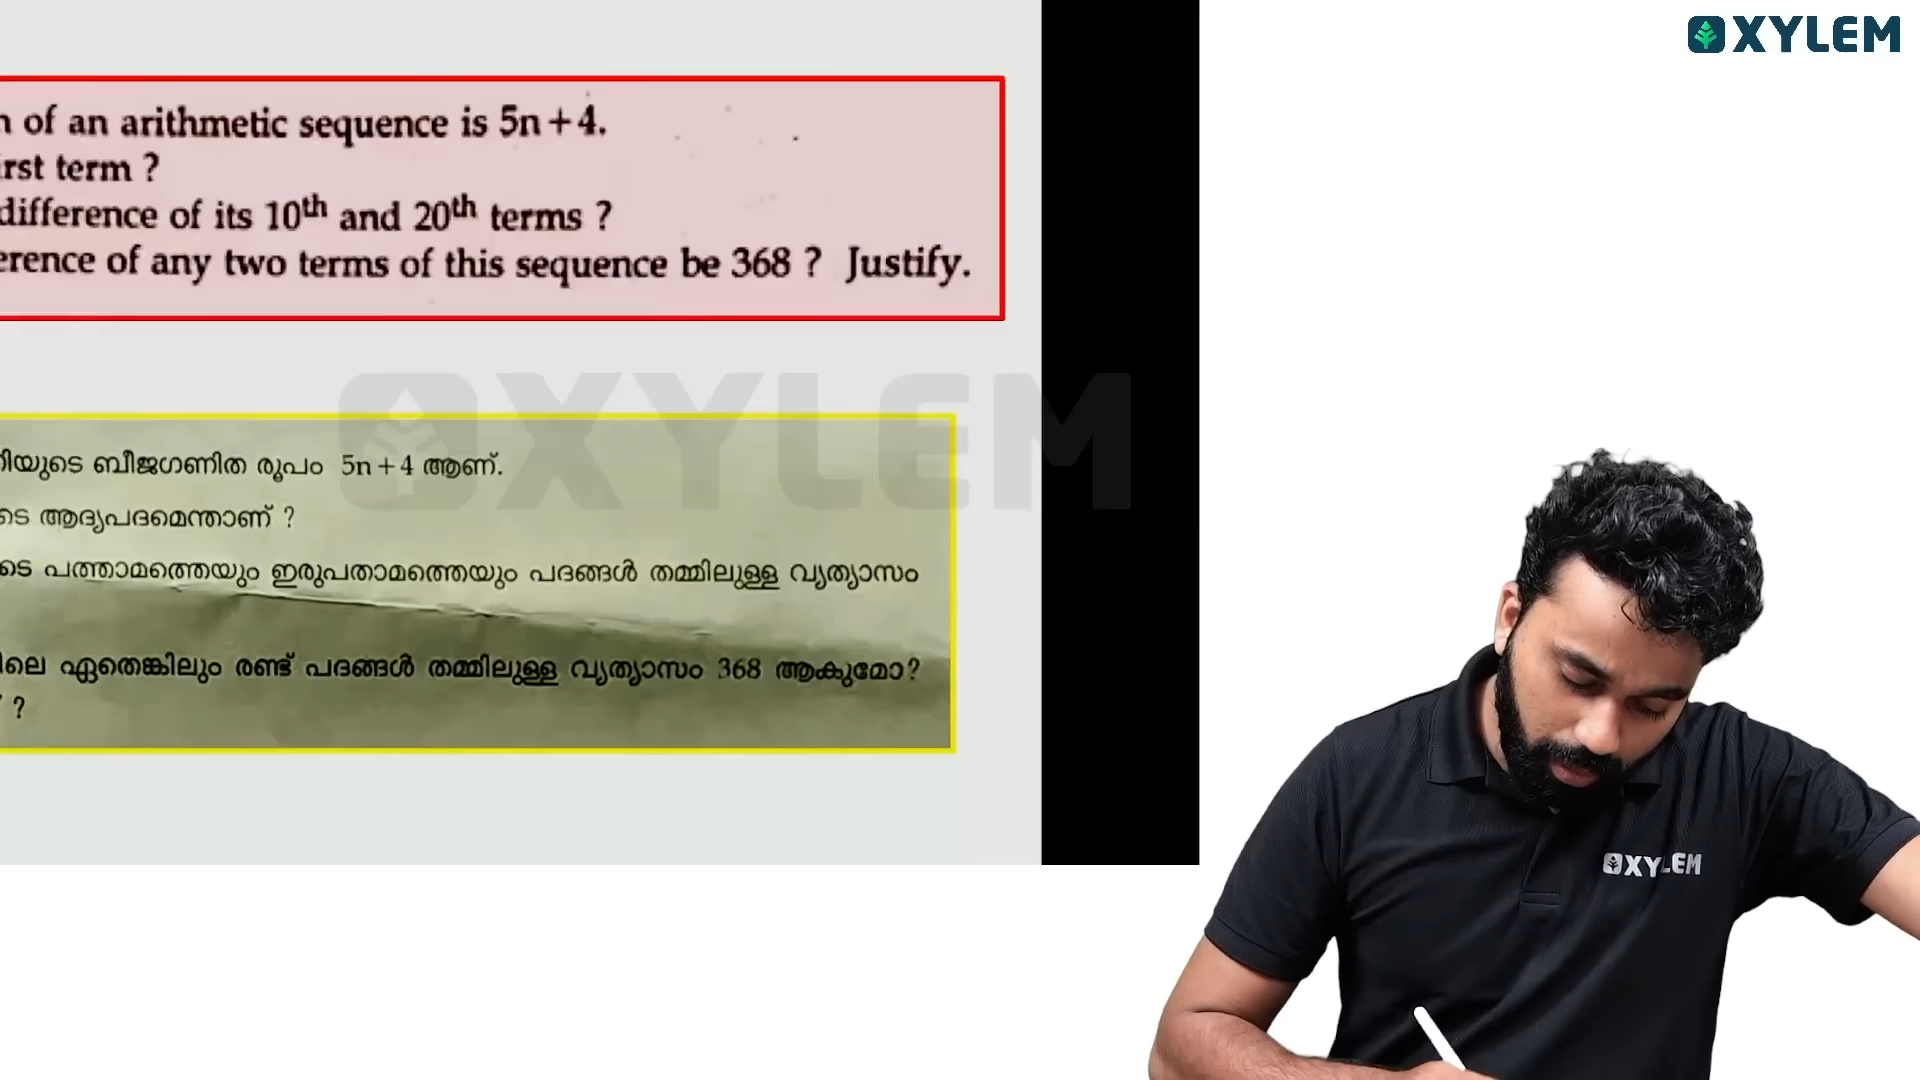 XYLEM
of an arithmetic sequence is 5n+4.
term ?
difference of its 10th and 20th terms ?
of any two terms of this sequence be 368 ? Justify.
XYLEM
ബീജഗണിത രൂപം 5n+4 ആണ്.
ആദ്യപദമെന്താണ് ?
പത്താമത്തെയും ഇരുപതാമത്തെയും പദങ്ങൾ തമ്മിലുള്ള വ്യത്യാസം
ഏതെങ്കിലും രണ്ട് പദങ്ങൾ തമ്മിലുള്ള വ്യത്യാസം 368 ആകുമോ?
?
XYLEM